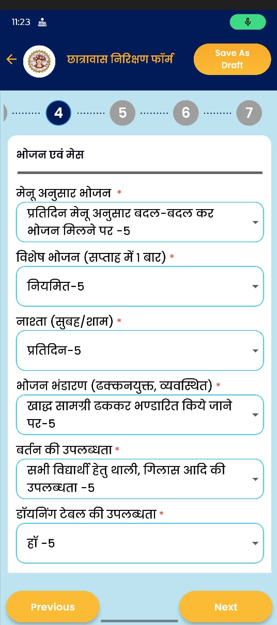 11:23
छात्रावास निरिक्षण फॉर्म
Save As
Draft
4
5
6
7
भोजन एवं मेस
मेनू अनुसार भोजन *
प्रतिदिन मेनू अनुसार बदल-बदल कर
भोजन मिलने पर -5
विशेष भोजन (सप्ताह में 1 बार) *
नियमित-5
नाश्ता (सुबह/शाम) *
प्रतिदिन-5
भोजन भंडारण (ढक्कनयुक्त, व्यवस्थित) *
खाद्य सामग्री ढककर भण्डारित किये जाने
पर-5
बर्तन की उपलब्धता *
सभी विद्यार्थी हेतु थाली, गिलास आदि की
उपलब्धता -5
डॉयनिंग टेबल की उपलब्धता *
हॉ -5
Previous
Next